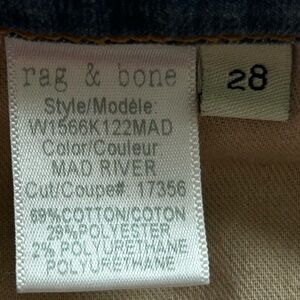 rag & bone
28
Style/Modèle:
W1566K122MAD
Color/Couleur
MAD RIVER
Cut/Coupe# 17356
69%COTTON/COTON
29%POLYESTER
2% POLYURETHANE
POLYURETHANE